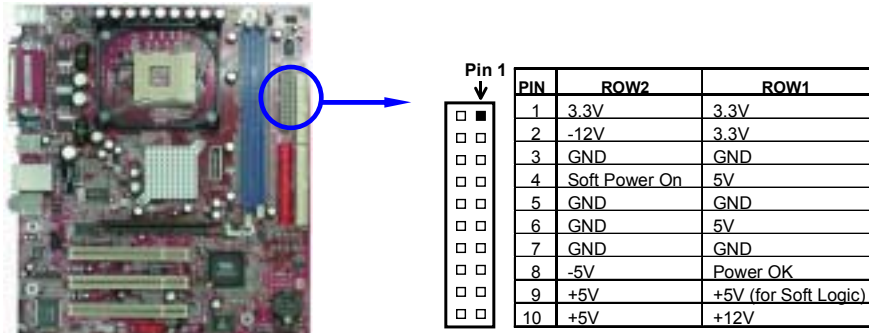 Pin 1
PIN ROW2 ROW1
1 3.3V 3.3V
2 -12V 3.3V
3 GND GND
4 Soft Power On 5V
5 GND GND
6 GND 5V
7 GND GND
8 -5V Power OK
9 +5V +5V (for Soft Logic)
10 +5V +12V